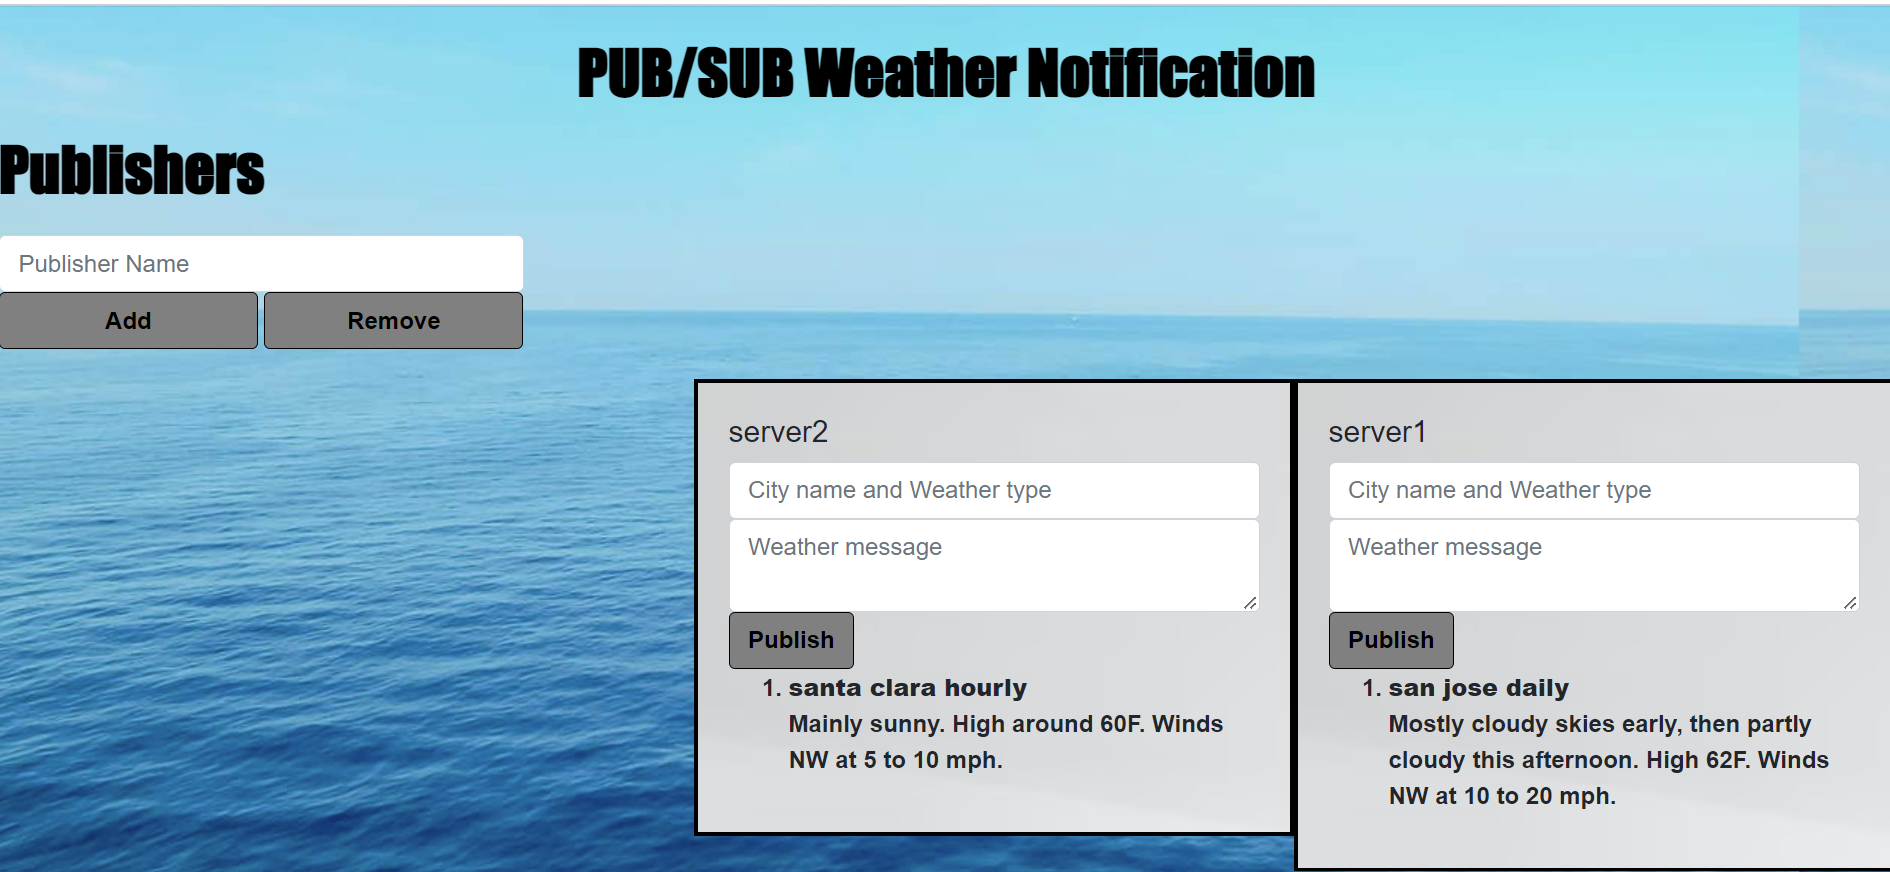 PUB/SUB Weather Notification
Publishers
Publisher Name
Add Remove
server2
City name and Weather type
Weather message
Publish
1. santa clara hourly
Mainly sunny. High around 60F. Winds
NW at 5 to 10 mph.
server1
City name and Weather type
Weather message
Publish
1. san jose daily
Mostly cloudy skies early, then partly
cloudy this afternoon. High 62F. Winds
NW at 10 to 20 mph.